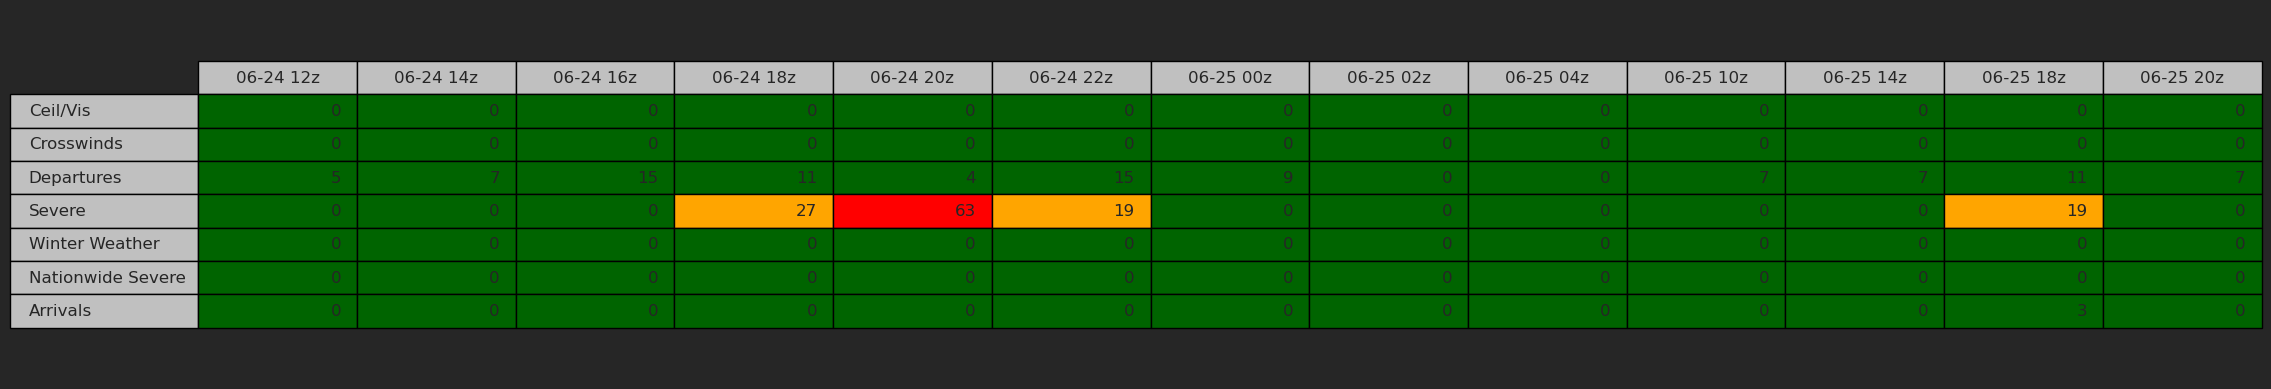 06-24 12z 06-24 14z 06-24 16z 06-24 18z 06-24 20z 06-24 22z 06-25 00z 06-25 02z 06-25 04z 06-25 10z 06-25 14z 06-25 18z 06-25 20z
Ceil/Vis 0 0 0 0 0 0 0 0 0 0 0 0 0
Crosswinds 0 0 0 0 0 0 0 0 0 0 0 0 0
Departures 5 7 15 11 4 15 9 0 0 7 7 11 7
Severe 0 0 0 27 63 19 0 0 0 0 0 19 0
Winter Weather 0 0 0 0 0 0 0 0 0 0 0 0 0
Nationwide Severe 0 0 0 0 0 0 0 0 0 0 0 0 0
Arrivals 0 0 0 0 0 0 0 0 0 0 0 3 0